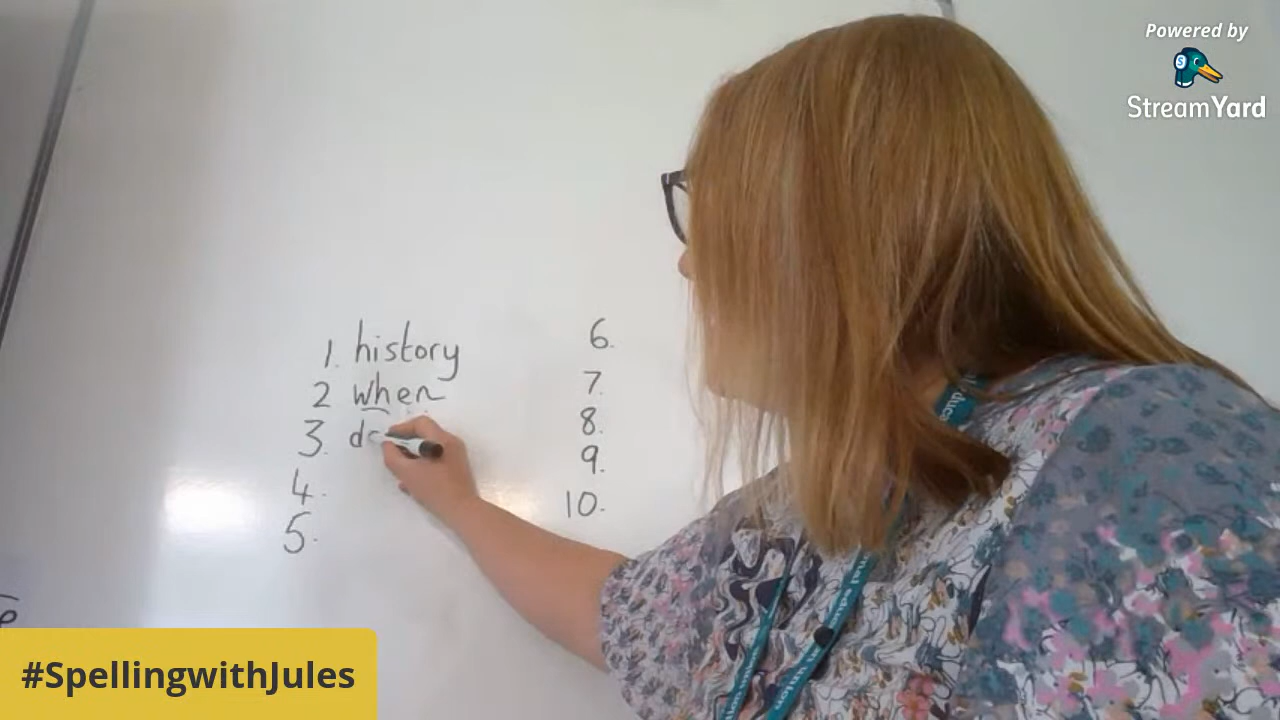 Powered by
StreamYard
1. history
2 when
3.
4.
5.
6.
7.
8.
9.
10.
#SpellingwithJules